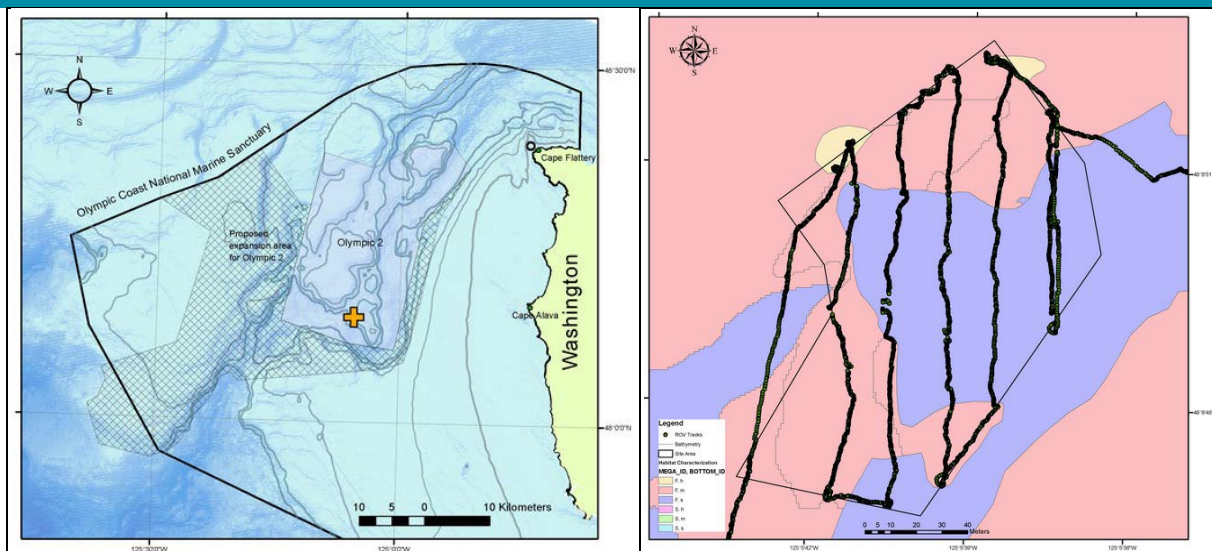 N
W E
S
Olympic Coast National Marine Sanctuary
Proposed
expansion area
for Olympic 2
Olympic 2
Cape Flattery
Cape Alava
Washington
10 5 0 10 Kilometers
48°30'0"N
48°0'0"N
125°30'0"W
125°0'0"W
N
W E
S
Legend
ROV Tracks
Bathymetry
Site Area
Habitat Characterization
MEGA_ID, BOTTOM_ID
F, h
F, m
F, s
S, h
S, m
S, s
0 5 10 20 30 40
Meters